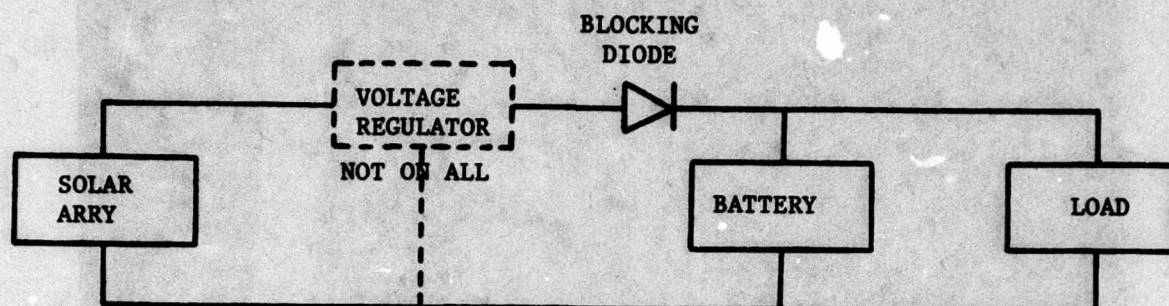 BLOCKING
DIODE
VOLTAGE
REGULATOR
NOT ON ALL
SOLAR
ARRY
BATTERY
LOAD